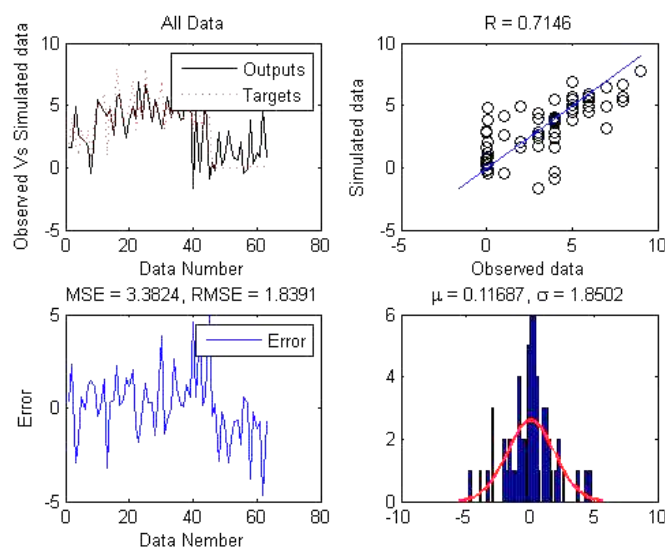 All Data
Observed Vs Simulated data
10
5
0
-5
Outputs
Targets
0 20 40 60 80
Data Number
R = 0.7146
Simulated data
10
5
0
-5
-5 0 5 10
Observed data
MSE = 3.3824, RMSE = 1.8391
Error
5
0
-5
Error
0 20 40 60 80
Data Nember
μ = 0.11687, σ = 1.8502
6
4
2
0
-10 -5 0 5 10